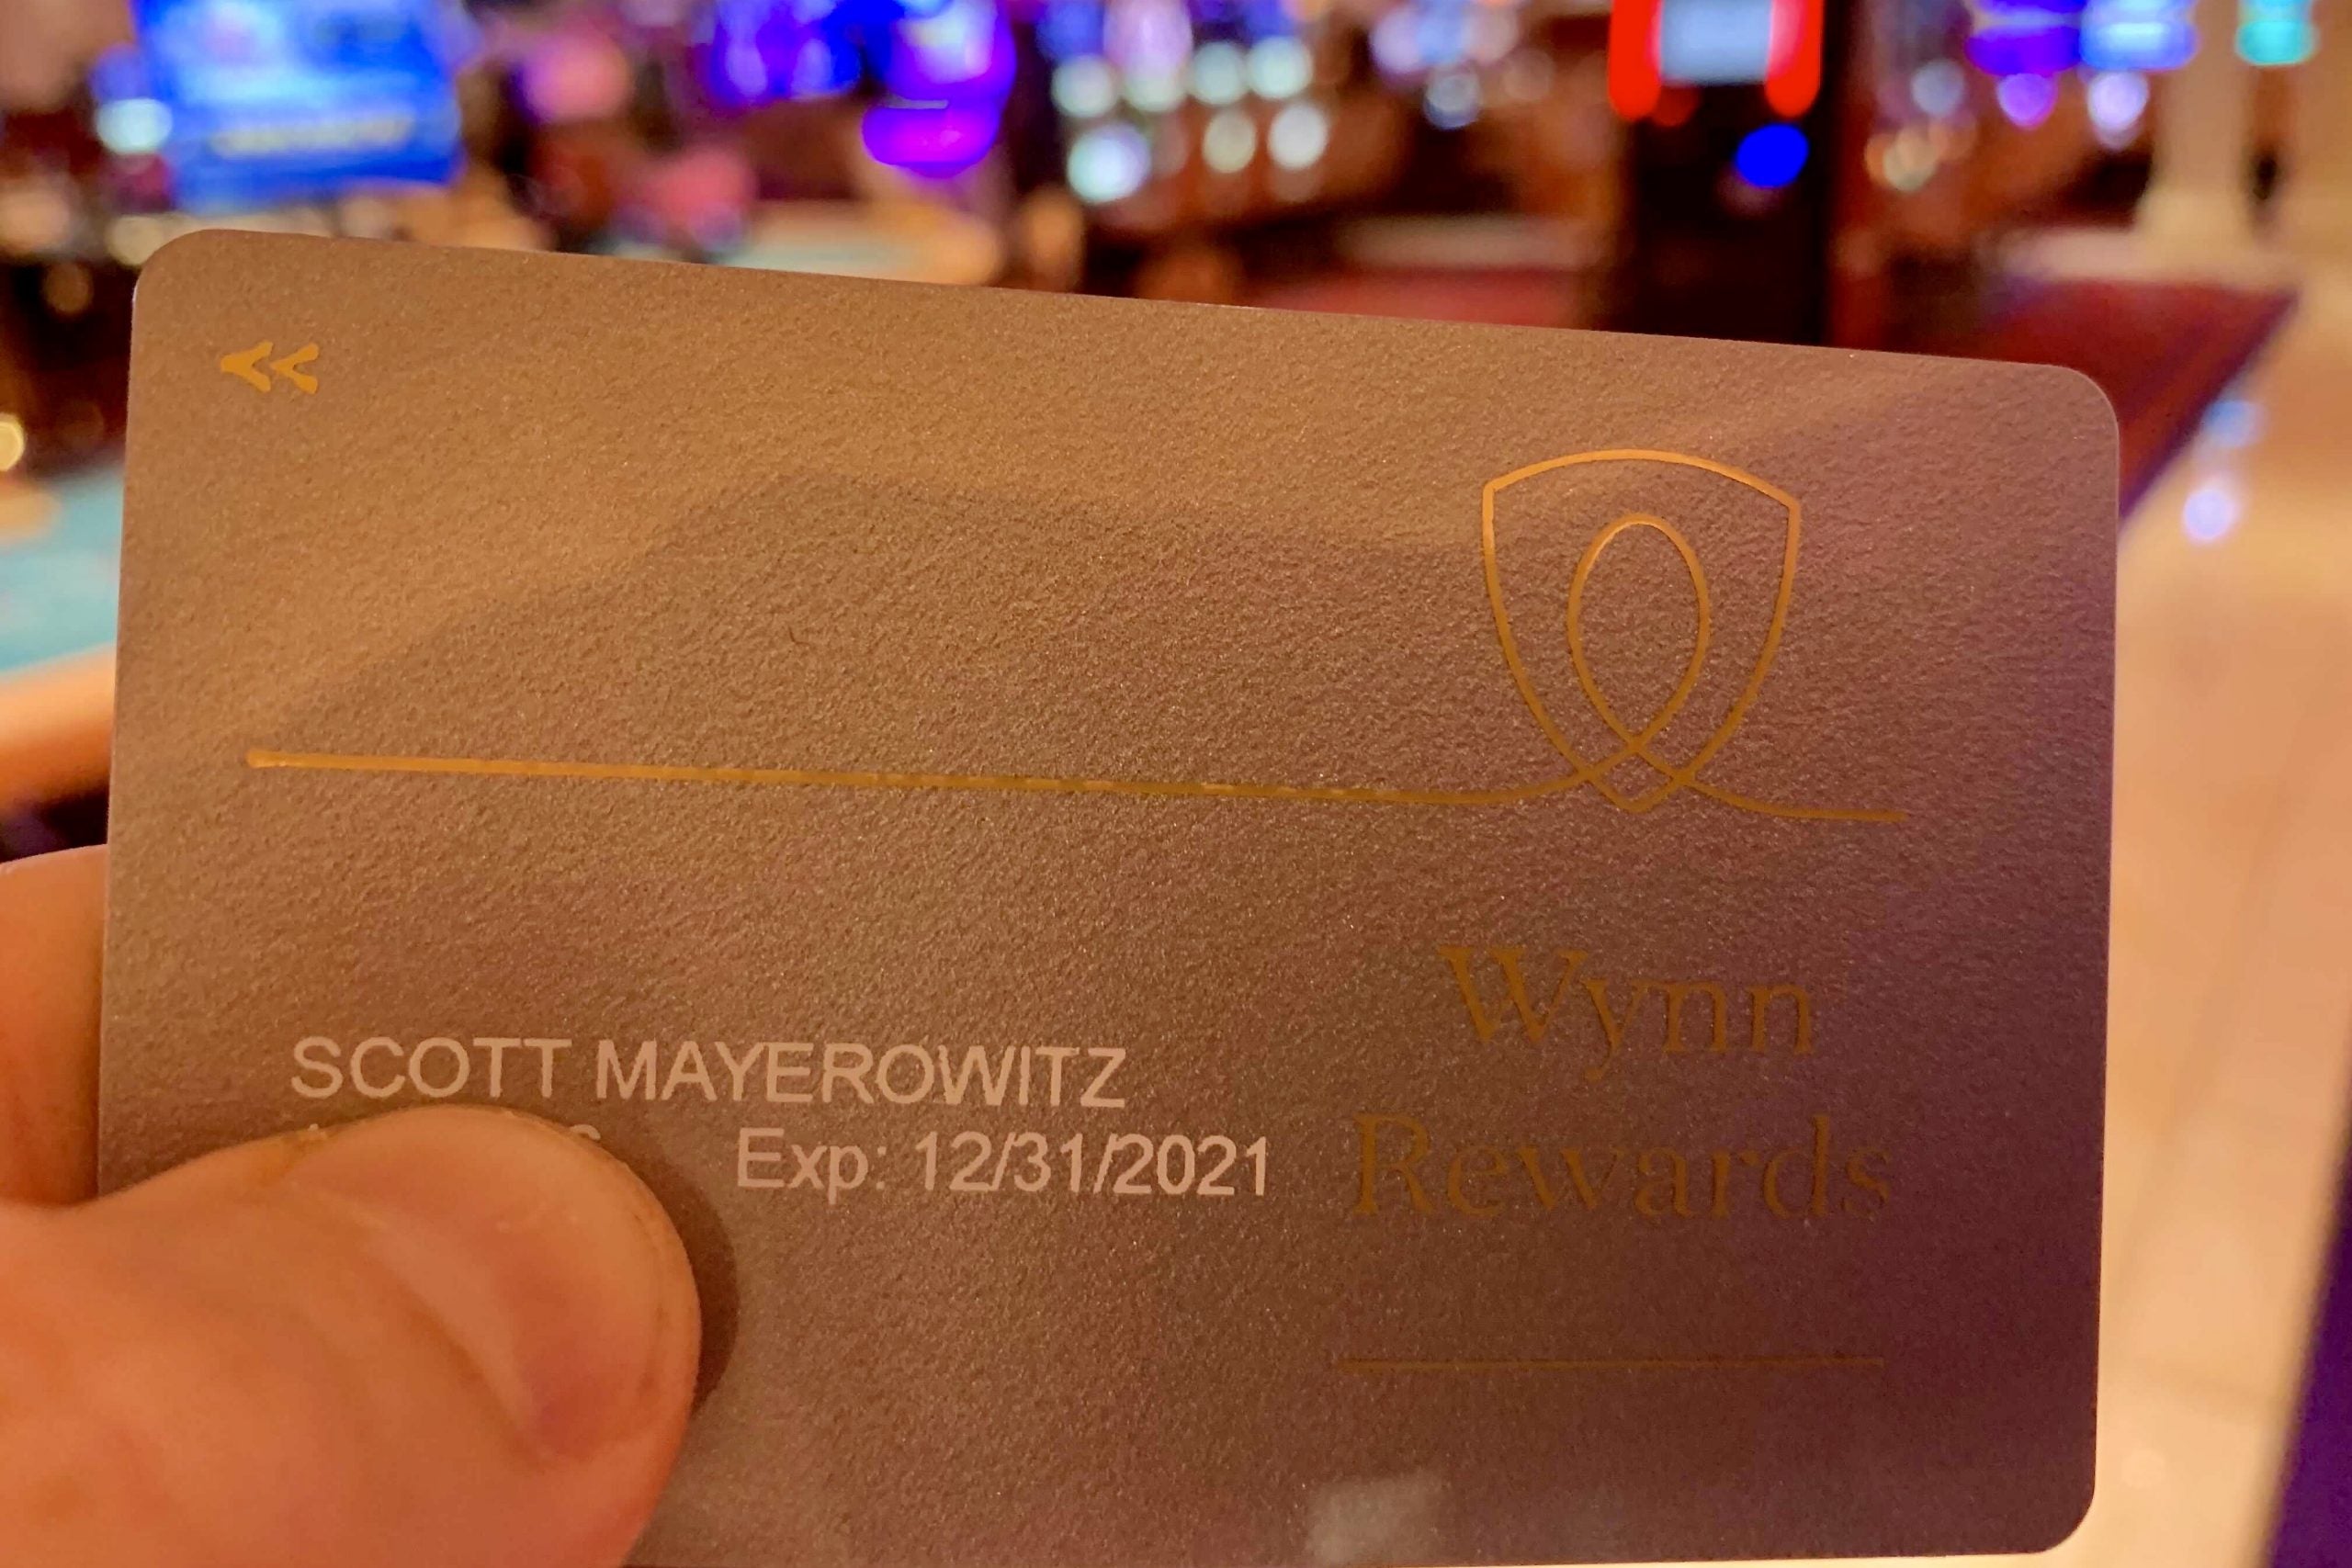 SCOTT MAYEROWITZ
Exp: 12/31/2021
Wynn
Rewards